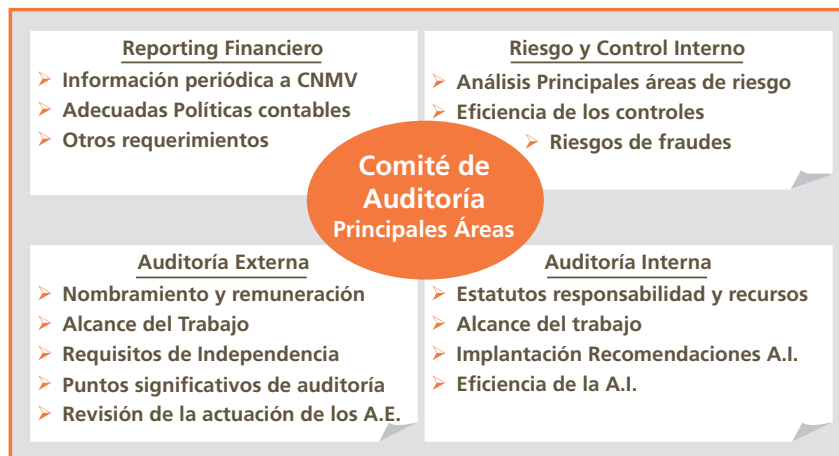 Reporting Financiero
Información periódica a CNMV
Adecuadas Políticas contables
Otros requerimientos
Riesgo y Control Interno
Análisis Principales áreas de riesgo
Eficiencia de los controles
Riesgos de fraudes
Comité de
Auditoría
Principales Áreas
Auditoría Externa
Nombramiento y remuneración
Alcance del Trabajo
Requisitos de Independencia
Puntos significativos de auditoría
Revisión de la actuación de los A.E.
Auditoría Interna
Estatutos responsabilidad y recursos
Alcance del trabajo
Implantación Recomendaciones A.I.
Eficiencia de la A.I.